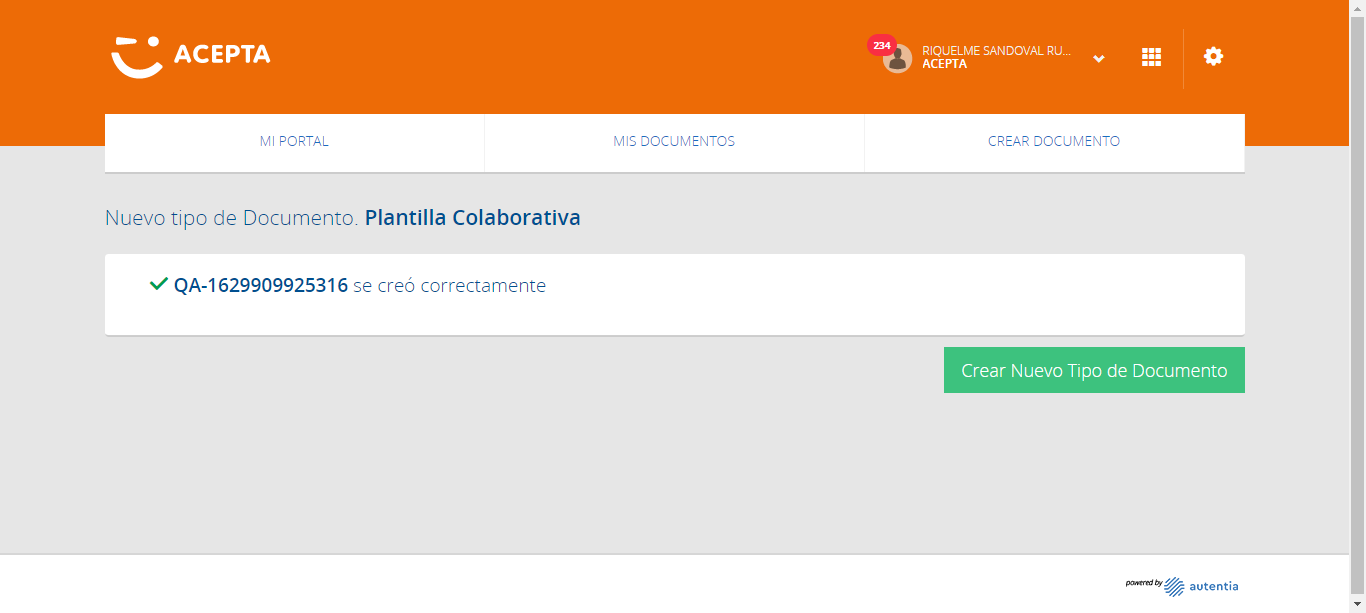 ACEPTA
234
RIQUELME SANDOVAL RU...
ACEPTA
MI PORTAL
MIS DOCUMENTOS
CREAR DOCUMENTO
Nuevo tipo de Documento. Plantilla Colaborativa
QA-1629909925316 se creó correctamente
Crear Nuevo Tipo de Documento
powered by autentia